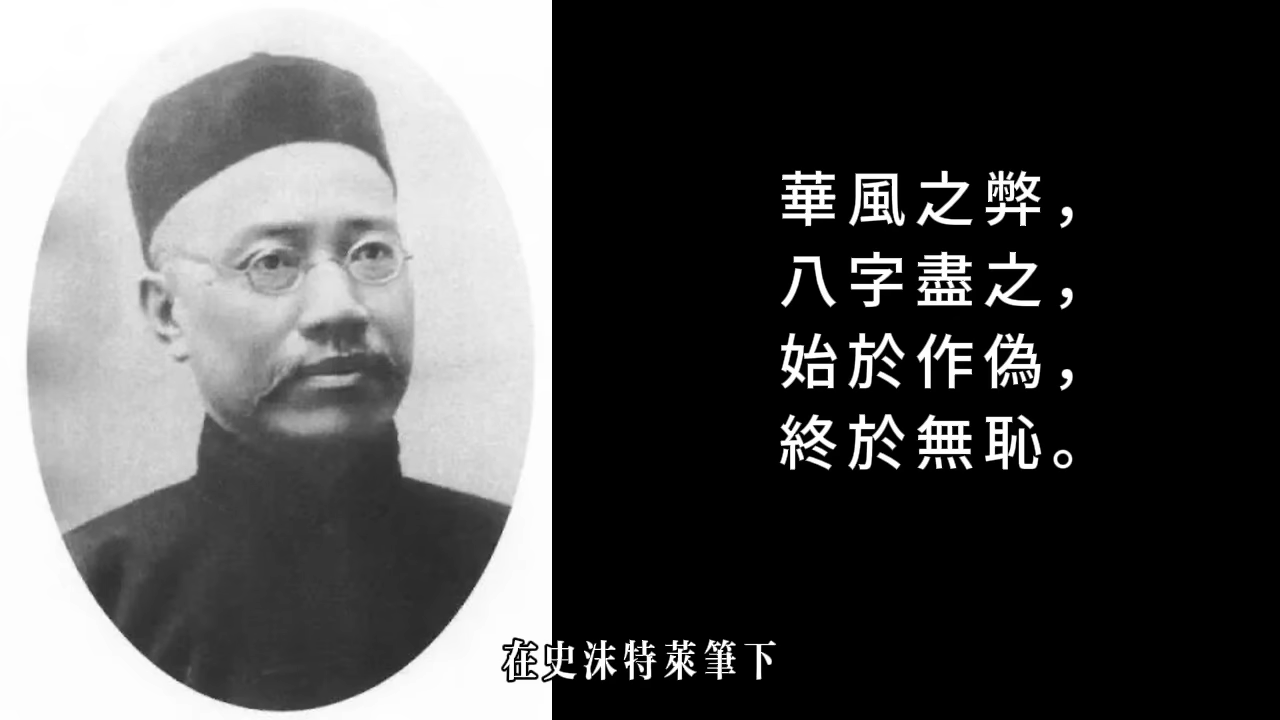 華風之弊，
八字盡之，
始於作偽，
終於無恥。
在史沫特萊筆下